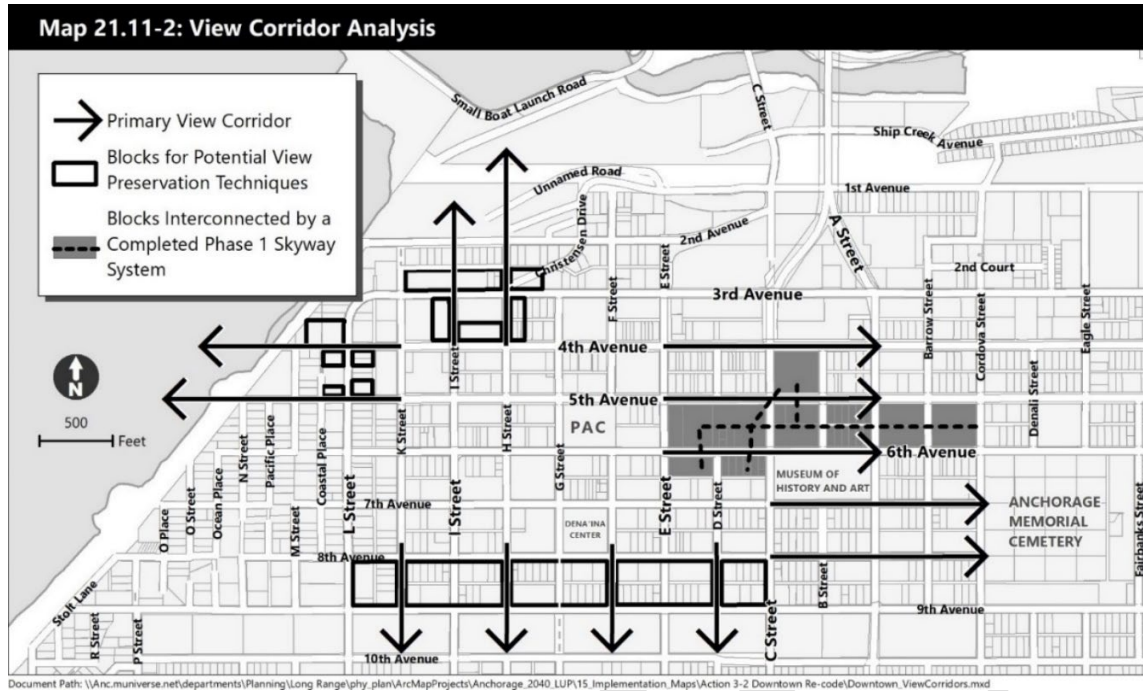 Map 21.11-2: View Corridor Analysis
Primary View Corridor
Blocks for Potential View
Preservation Techniques
Blocks Interconnected by a
Completed Phase 1 Skyway
System
Small Boat Launch Road
C Street
Ship Creek Avenue
Unnamed Road
1st Avenue
Christensen Drive
2nd Avenue
A Street
2nd Court
E Street
F Street
3rd Avenue
Barrow Street
Cordova Street
Eagle Street
I Street
4th Avenue
N
500
Feet
5th Avenue
PAC
Denali Street
K Street
H Street
G Street
6th Avenue
N Street
Pacific Place
Coastal Place
MUSEUM OF
HISTORY AND ART
O Place
O Street
Ocean Place
M Street
L Street
7th Avenue
I Street
E Street
D Street
DENA'INA
CENTER
ANCHORAGE
MEMORIAL
CEMETERY
Fairbanks Street
8th Avenue
B Street
Stolt Lane
9th Avenue
R Street
P Street
C Street
10th Avenue
Document Path: \\Anc.muniverse.net\departments\Planning\Long Range\phy_plan\ArcMapProjects\Anchorage_2040_LUP\15_Implementation_Maps\Action 3-2 Downtown Re-code\Downtown_ViewCorridors.mxd